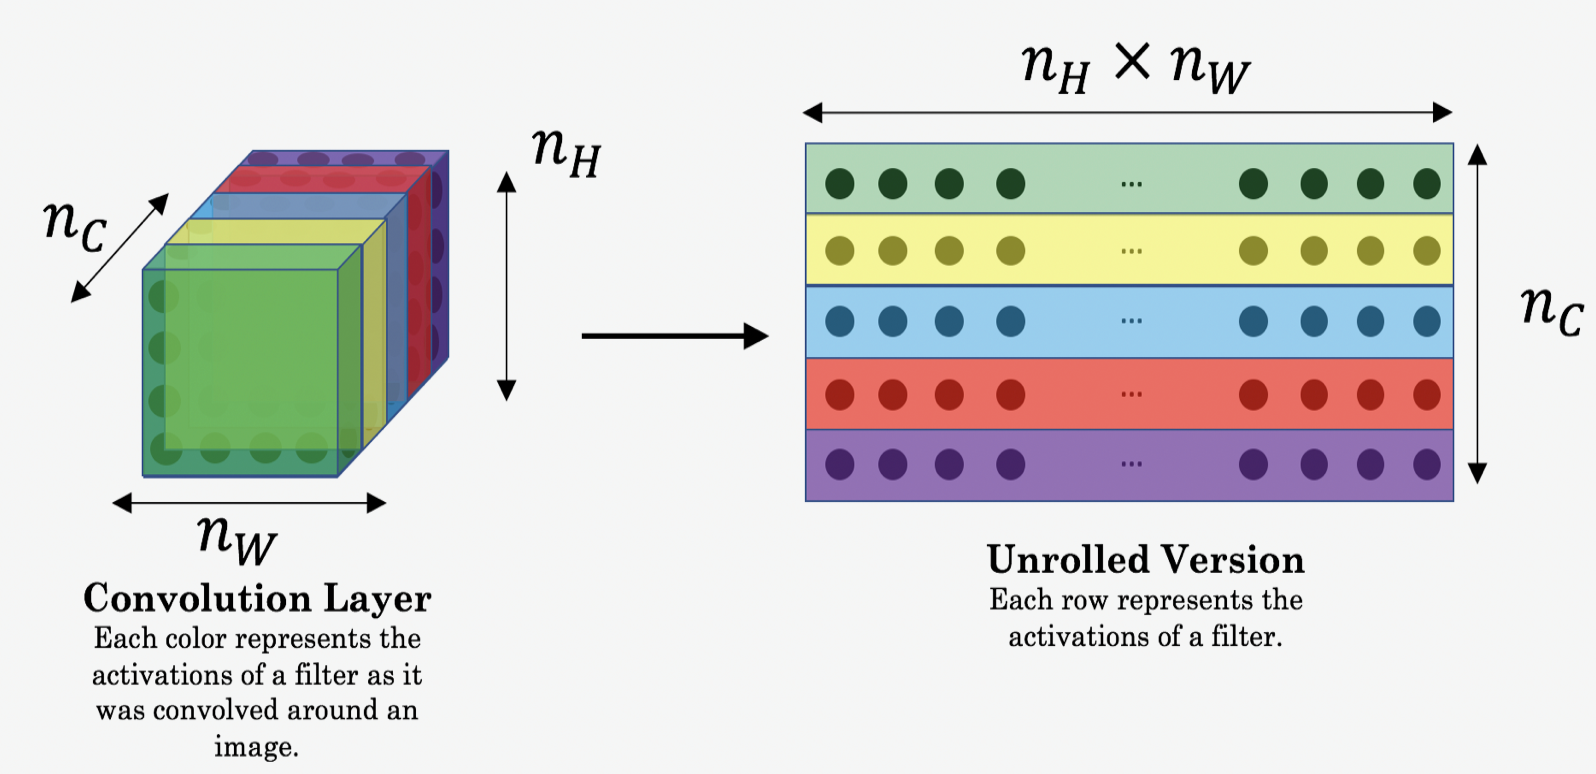 n_H × n_W
n_H
n_C
n_C
n_W
...
...
...
...
...
Convolution Layer
Each color represents the
activations of a filter as it
was convolved around an
image.
Unrolled Version
Each row represents the
activations of a filter.